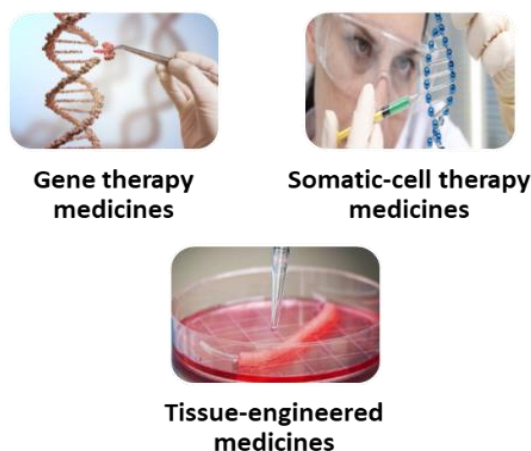 Gene therapy
medicines
Somatic-cell therapy
medicines
Tissue-engineered
medicines